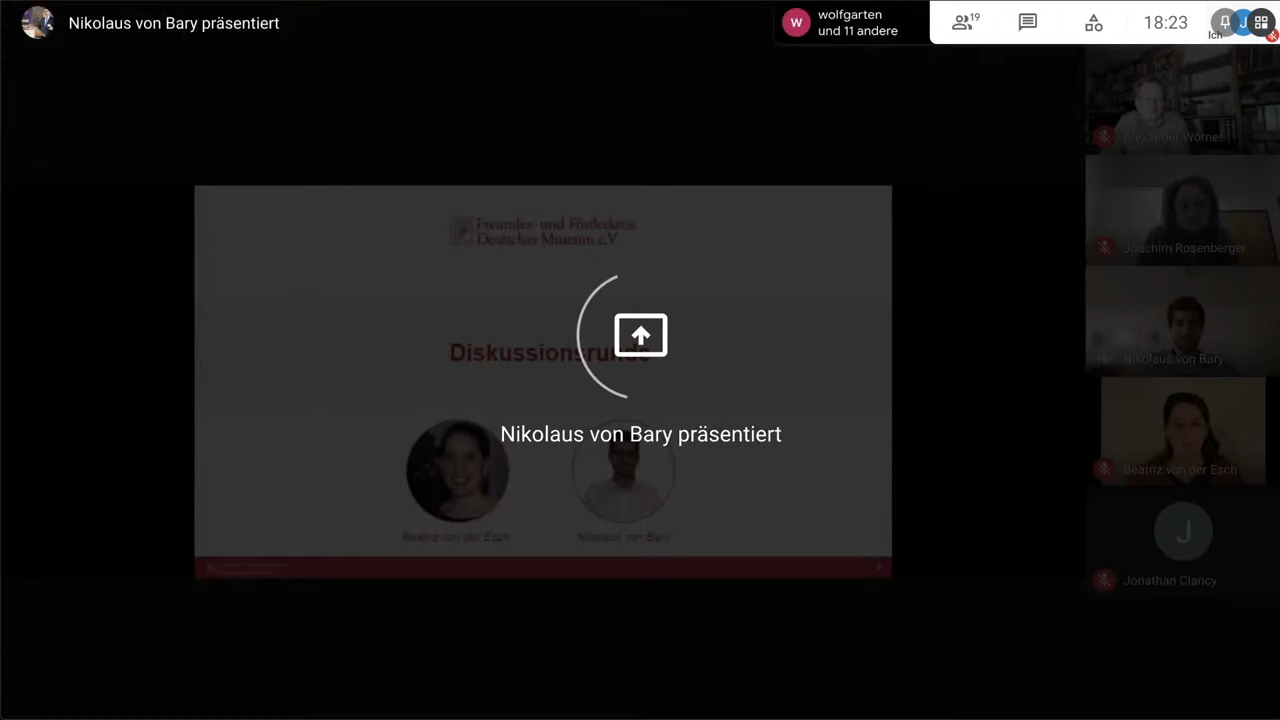 Nikolaus von Bary präsentiert
W
wolfgarten
und 11 andere
19
18:23
J
Ich
Alexander Wörner
Freundes- und Förderkreis
Deutsches Museum e.V.
Joachim Rosenberger
Diskussionsrunde
Nikolaus von Bary
Nikolaus von Bary präsentiert
Beatriz von der Esch
Beatriz von der Esch
Nikolaus von Bary
J
Jonathan Clancy